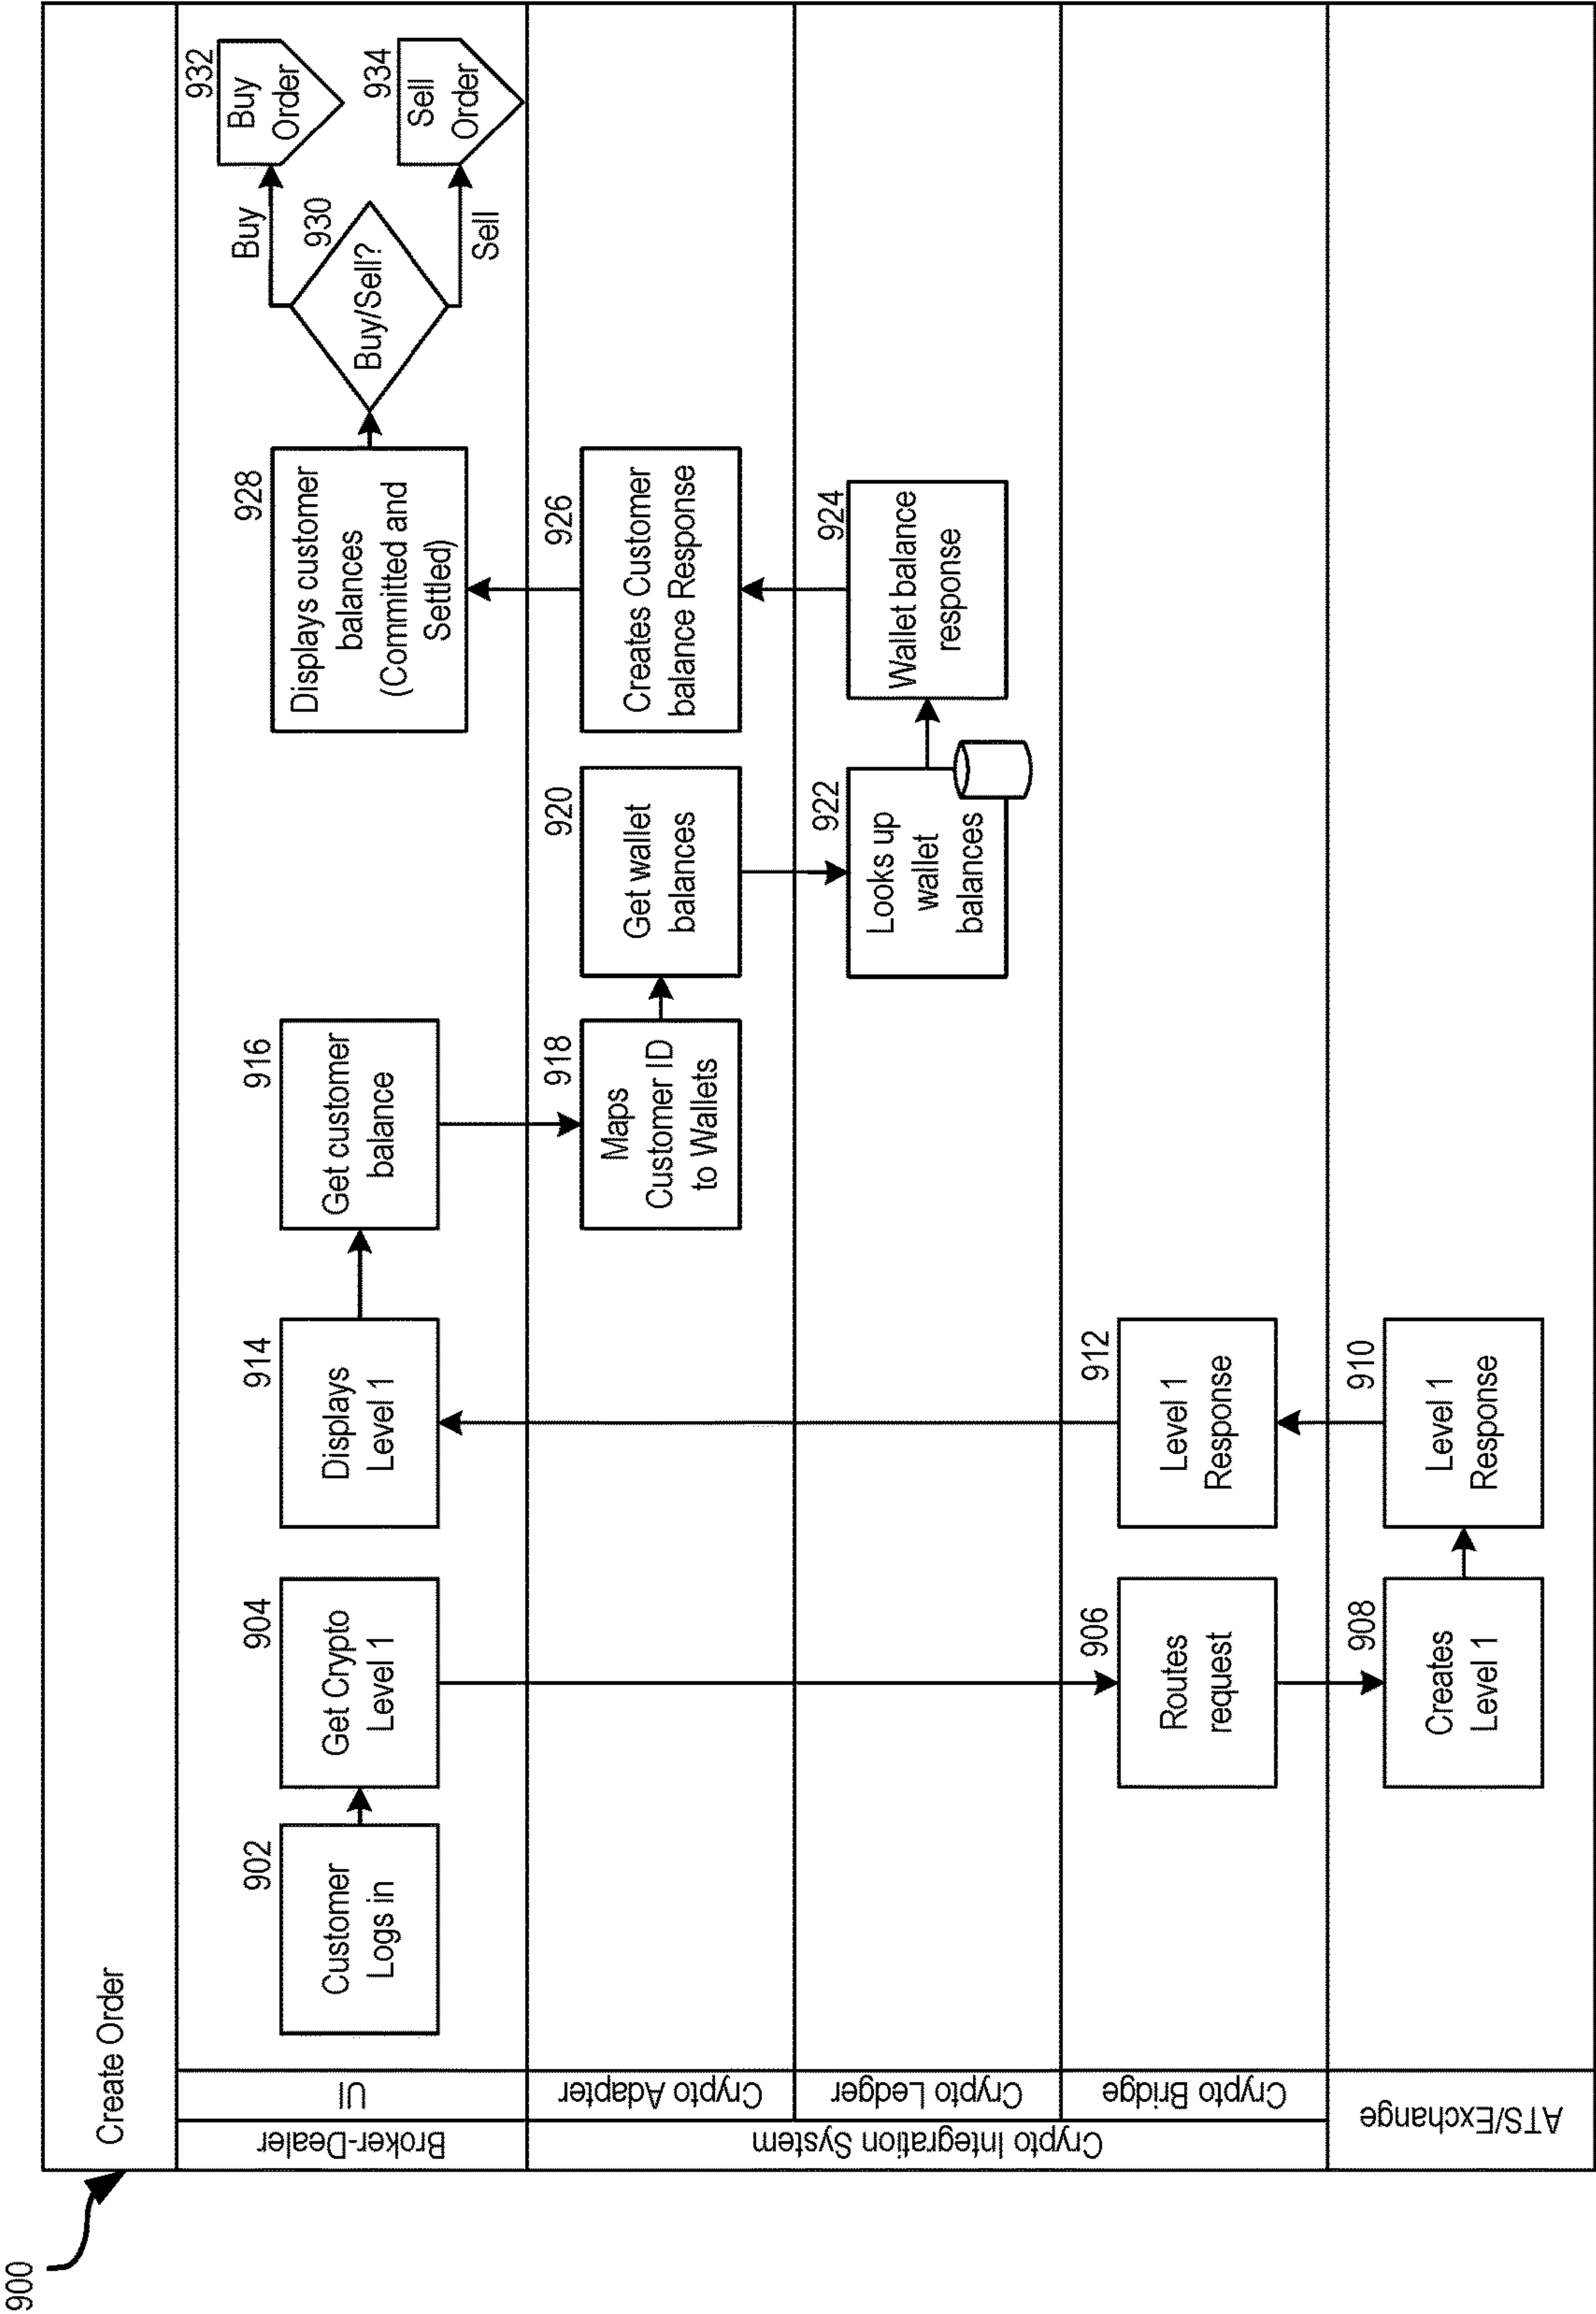 900
Create Order
Broker-Dealer
UI
902
Customer
Logs in
904
Get Crypto
Level 1
914
Displays
Level 1
916
Get customer
balance
928
Displays customer
balances
(Committed and
Settled)
930
Buy/Sell?
Buy
932
Buy
Order
Sell
934
Sell
Order
Crypto Integration System
Crypto Adapter
918
Maps
Customer ID
to Wallets
920
Get wallet
balances
926
Creates Customer
balance Response
Crypto Ledger
922
Looks up
wallet
balances
924
Wallet balance
response
Crypto Bridge
906
Routes
request
912
Level 1
Response
ATS/Exchange
908
Creates
Level 1
910
Level 1
Response